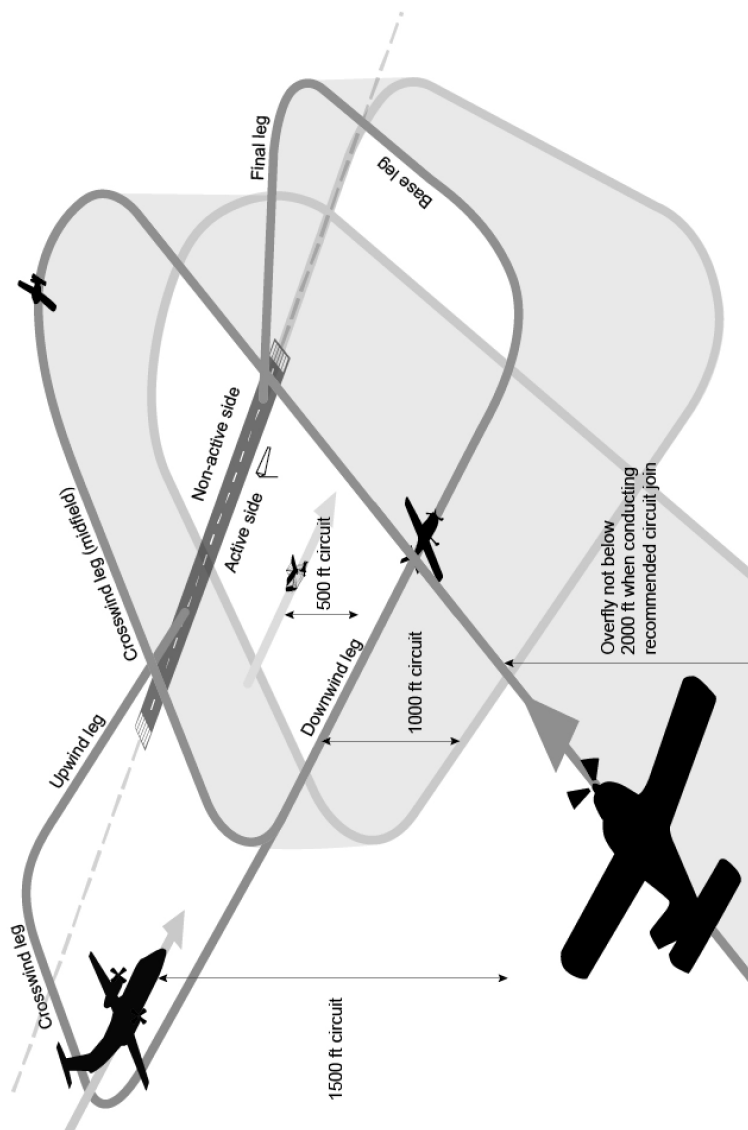 Final leg
Base leg
Non-active side
Active side
Crosswind leg (midfield)
500 ft circuit
Upwind leg
Downwind leg
1000 ft circuit
Overfly not below
2000 ft when conducting
recommended circuit join
Crosswind leg
1500 ft circuit